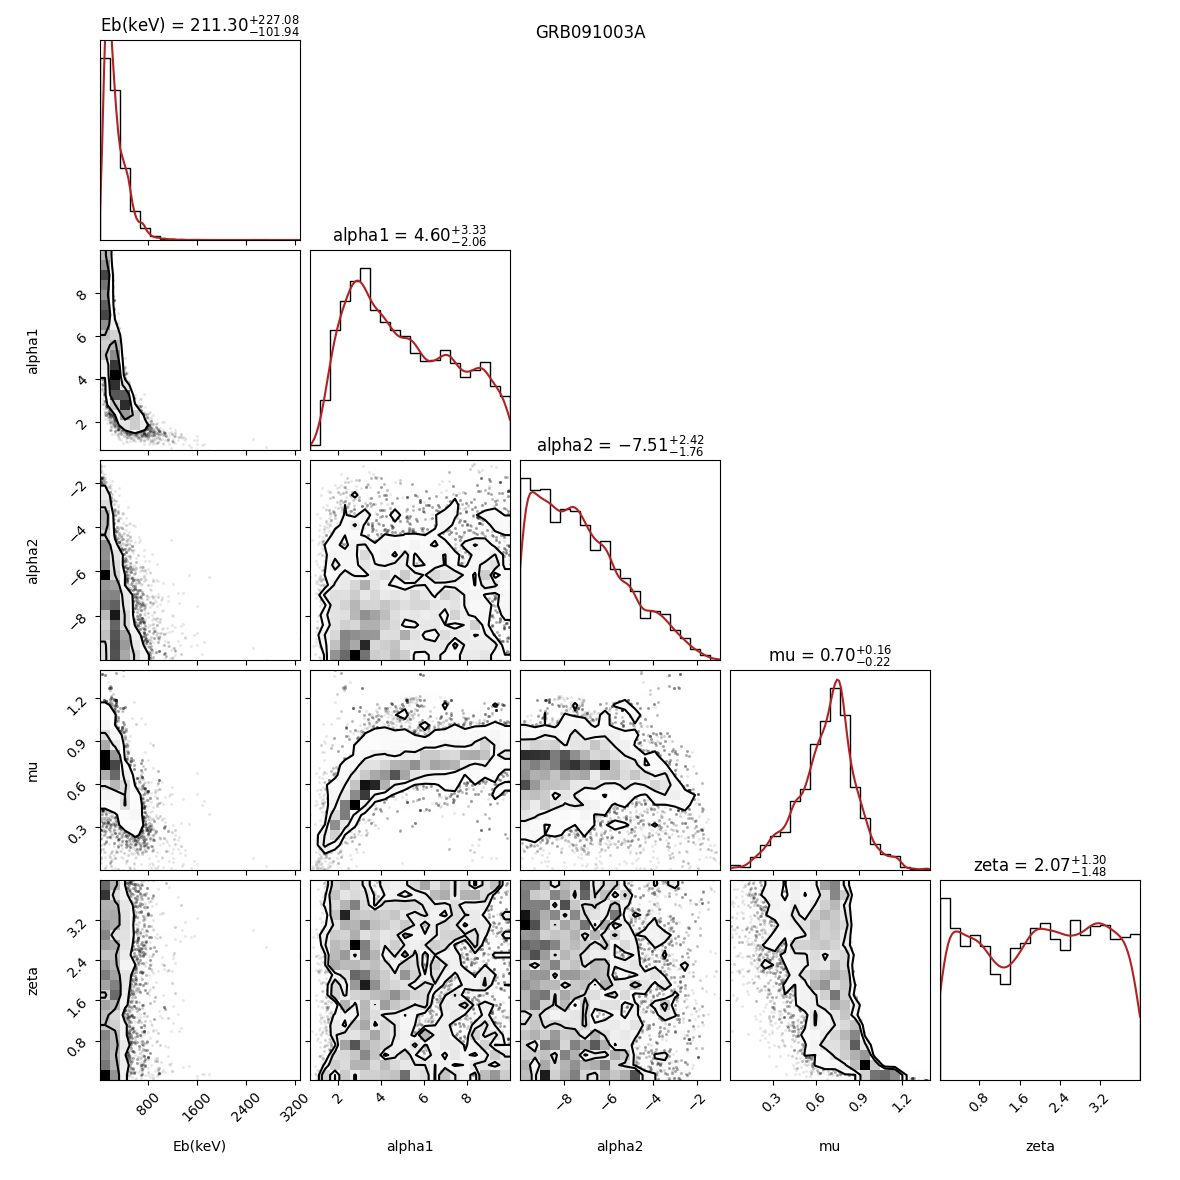 GRB091003A
Eb(keV) = 211.30+227.08 −101.94
alpha1 = 4.60+3.33 −2.06
alpha1
8
6
4
2
alpha2 = −7.51+2.42 −1.76
alpha2
−2
−4
−6
−8
mu = 0.70+0.16 −0.22
mu
1.2
0.9
0.6
0.3
zeta = 2.07+1.30 −1.48
zeta
3.2
2.4
1.6
0.8
800 1600 2400 3200
2 4 6 8
−8 −6 −4 −2
0.3 0.6 0.9 1.2
0.8 1.6 2.4 3.2
Eb(keV) alpha1 alpha2 mu zeta